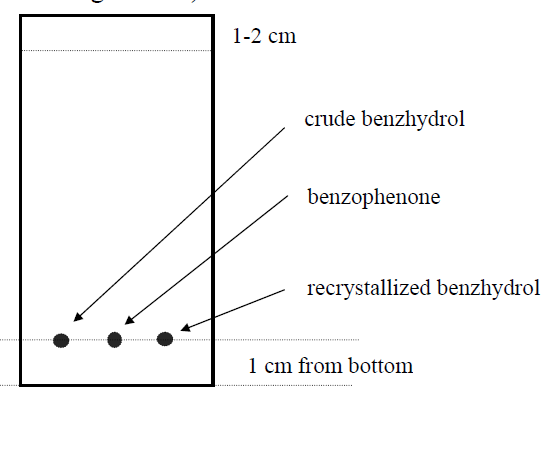 1-2 cm
crude benzhydrol
benzophenone
recrystallized benzhydrol
1 cm from bottom